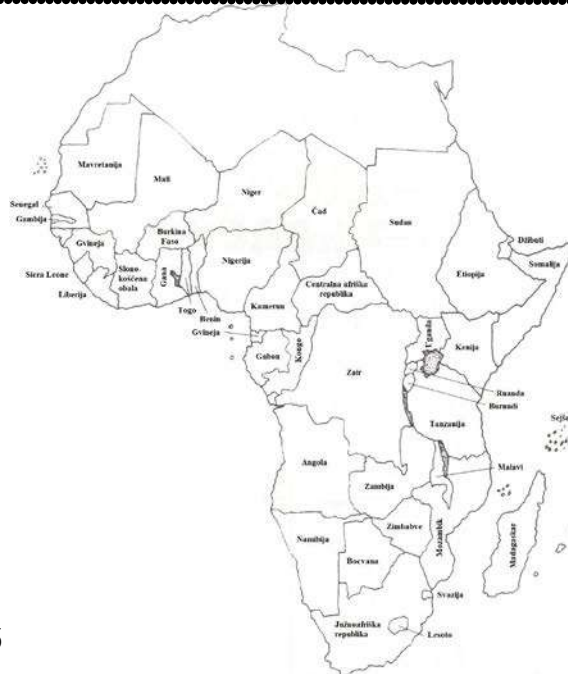 Mavretanija
Mali
Niger
Čad
Sudan
Senegal
Gambija
Gvineja
Burkina
Faso
Nigerija
Džibuti
Somalija
Etiopija
Siera Leone
Slono-
koščena
obala
Gana
Liberija
Togo
Benin
Gvineja
Kamerun
Centralna afriška
republika
Gabon
Kongo
Zair
Uganda
Kenija
Ruanda
Burundi
Tanzanija
Sejš
Angola
Zambija
Malavi
Zimbabve
Mozambik
Madagaskar
Namibija
Bocvana
Svazija
Južnoafriška
republika
Lesoto